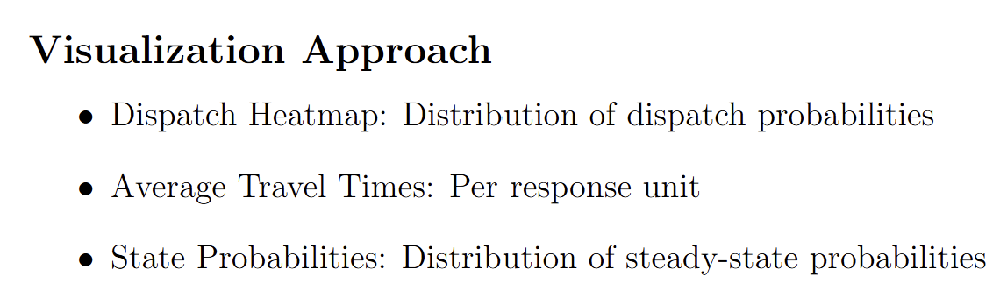 Visualization Approach
• Dispatch Heatmap: Distribution of dispatch probabilities
• Average Travel Times: Per response unit
• State Probabilities: Distribution of steady-state probabilities